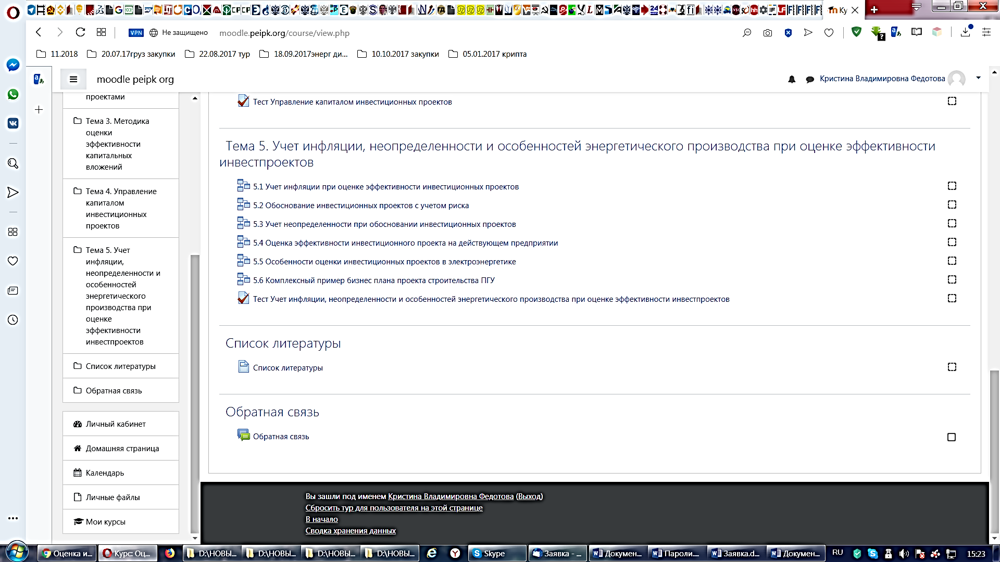 Ку
VPN
Не защищено
moodle.peipk.org/course/view.php
11.2018
20.07.17груз закупки
22.08.2017 тур
18.09.2017энерг ди...
10.10.2017 закупки
05.01.2017 крипта
moodle peipk org
Кристина Владимировна Федотова
проектами
Тема 3. Методика
оценки
эффективности
капитальных
вложений
Тема 4. Управление
капиталом
инвестиционных
проектов
Тема 5. Учет
инфляции,
неопределенности и
особенностей
энергетического
производства при
оценке
эффективности
инвестпроектов
Список литературы
Обратная связь
Личный кабинет
Домашняя страница
Календарь
Личные файлы
Мои курсы
Тест Управление капиталом инвестиционных проектов
Тема 5. Учет инфляции, неопределенности и особенностей энергетического производства при оценке эффективности
инвестпроектов
5.1 Учет инфляции при оценке эффективности инвестиционных проектов
5.2 Обоснование инвестиционных проектов с учетом риска
5.3 Учет неопределенности при обосновании инвестиционных проектов
5.4 Оценка эффективности инвестиционного проекта на действующем предприятии
5.5 Особенности оценки инвестиционных проектов в электроэнергетике
5.6 Комплексный пример бизнес плана проекта строительства ПГУ
Тест Учет инфляции, неопределенности и особенностей энергетического производства при оценке эффективности инвестпроектов
Список литературы
Список литературы
Обратная связь
Обратная связь
Вы зашли под именем Кристина Владимировна Федотова (Выход)
Сбросить тур для пользователя на этой странице
В начало
Сводка хранения данных
Оценка и...
Курс: Оц...
D:\НОВЫ...
D:\НОВЫ...
D:\НОВЫ...
D:\НОВЫ...
Skype
Заявка - ...
Докумен...
Пароли...
Заявка.d...
Докумен...
RU
15:23